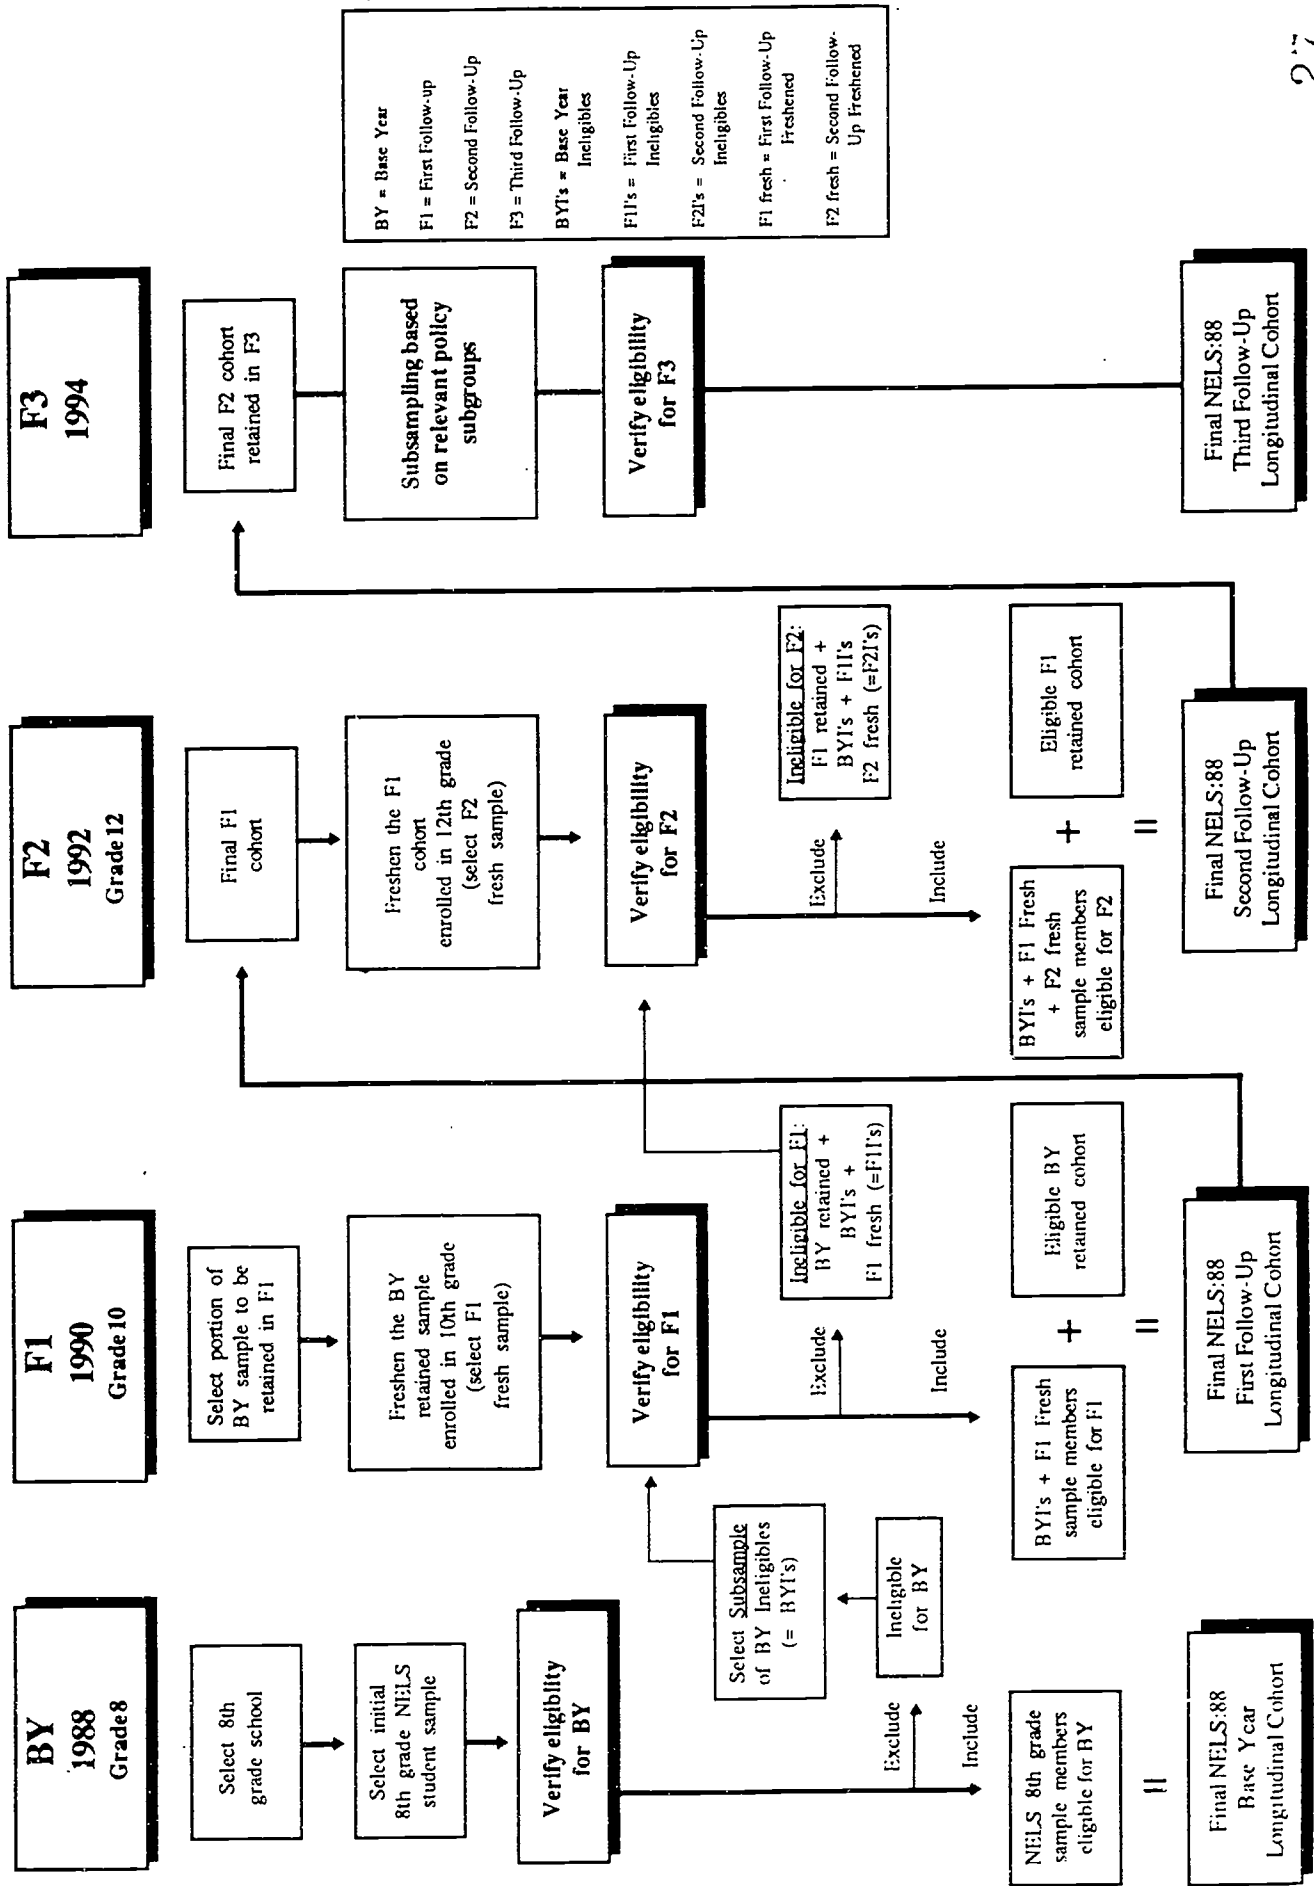 BY
1988
Grade 8
Select 8th
grade school
Select initial
8th grade NELS
student sample
Verify eligiblity
for BY
Exclude
Include
Ineligible
for BY
Select Subsample
of BY Ineligibles
(= BYI's)
NELS 8th grade
sample members
eligible for BY
=
Final NELS:88
Base Year
Longitudinal Cohort
F1
1990
Grade 10
Select portion of
BY sample to be
retained in F1
Freshen the BY
retained sample
enrolled in 10th grade
(select F1
fresh sample)
Verify eligibility
for F1
Exclude
Include
Ineligible for F1:
BY retained +
BYI's +
F1 fresh (=F1I's)
BYI's + F1 Fresh
sample members
eligible for F1
+
Eligible BY
retained cohort
=
Final NELS:88
First Follow-Up
Longitudinal Cohort
F2
1992
Grade 12
Final F1
cohort
Freshen the F1
cohort
enrolled in 12th grade
(select F2
fresh sample)
Verify eligibility
for F2
Exclude
Include
Ineligible for F2:
F1 retained +
BYI's + F1I's
F2 fresh (=F2I's)
BYI's + F1 Fresh
+ F2 fresh
sample members
eligible for F2
+
Eligible F1
retained cohort
=
Final NELS:88
Second Follow-Up
Longitudinal Cohort
F3
1994
Final F2 cohort
retained in F3
Subsampling based
on relevant policy
subgroups
Verify eligibility
for F3
Final NELS:88
Third Follow-Up
Longitudinal Cohort
BY = Base Year
F1 = First Follow-up
F2 = Second Follow-Up
F3 = Third Follow-Up
BYI's = Base Year
Ineligibles
F1I's = First Follow-Up
Ineligibles
F2I's = Second Follow-Up
Ineligibles
F1 fresh = First Follow-Up
Freshened
F2 fresh = Second Follow-
Up Freshened